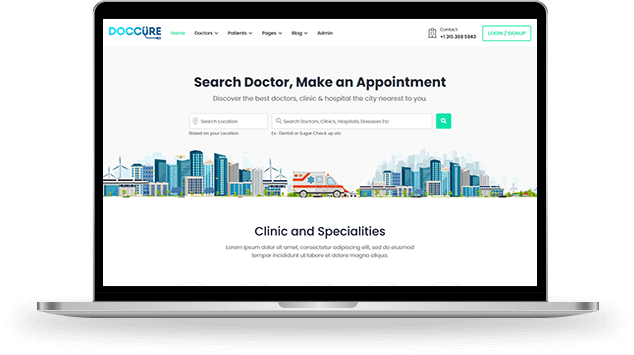 DOCCURE
Home Doctors Patients Pages Blog Admin
Contact
+1 315 369 5943
LOGIN / SIGNUP
Search Doctor, Make an Appointment
Discover the best doctors, clinic & hospital the city nearest to you.
Search Location
Search Doctors, Clinics, Hospitals, Diseases Etc
Based on your Location
Ex : Dental or Sugar Check up etc
Clinic and Specialities
Lorem ipsum dolor sit amet, consectetur adipiscing elit, sed do eiusmod
tempor incididunt ut labore et dolore magna aliqua.